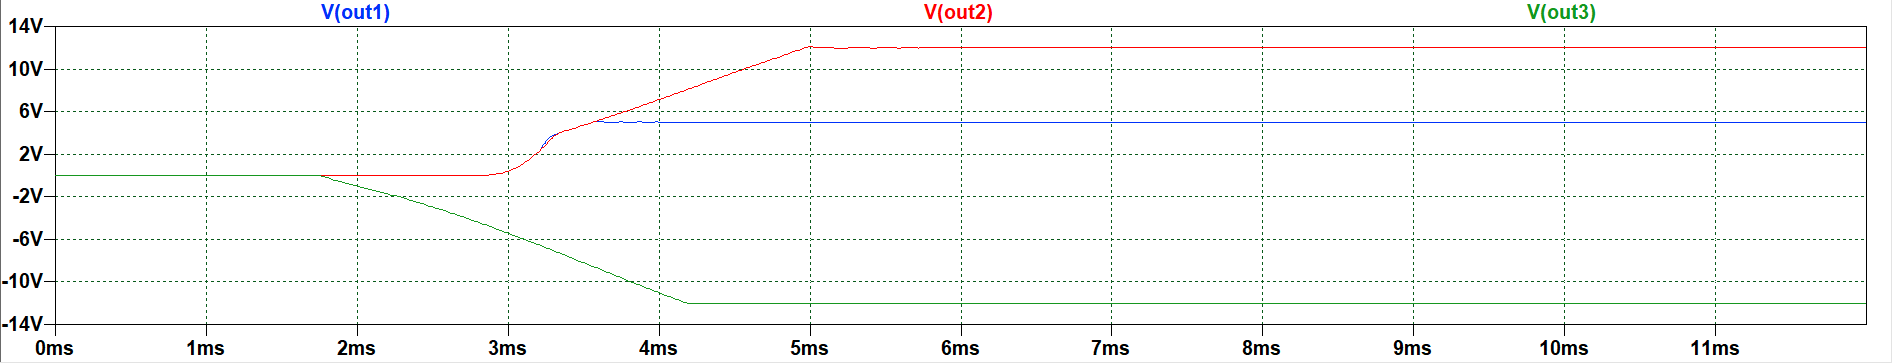 V(out1) V(out2) V(out3)
14V
10V
6V
2V
-2V
-6V
-10V
-14V
0ms 1ms 2ms 3ms 4ms 5ms 6ms 7ms 8ms 9ms 10ms 11ms